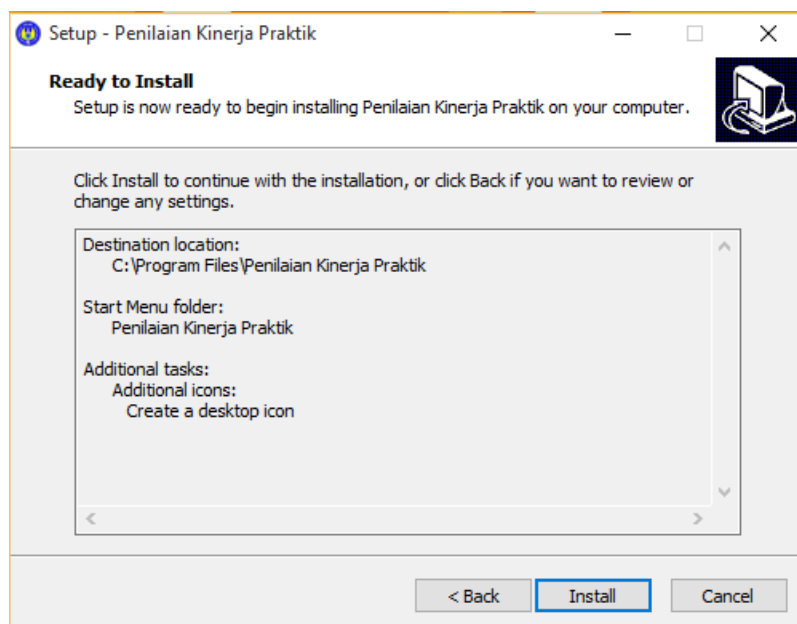 Setup - Penilaian Kinerja Praktik
Ready to Install
Setup is now ready to begin installing Penilaian Kinerja Praktik on your computer.
Click Install to continue with the installation, or click Back if you want to review or
change any settings.
Destination location:
C:\Program Files\Penilaian Kinerja Praktik
Start Menu folder:
Penilaian Kinerja Praktik
Additional tasks:
Additional icons:
Create a desktop icon
< Back
Install
Cancel